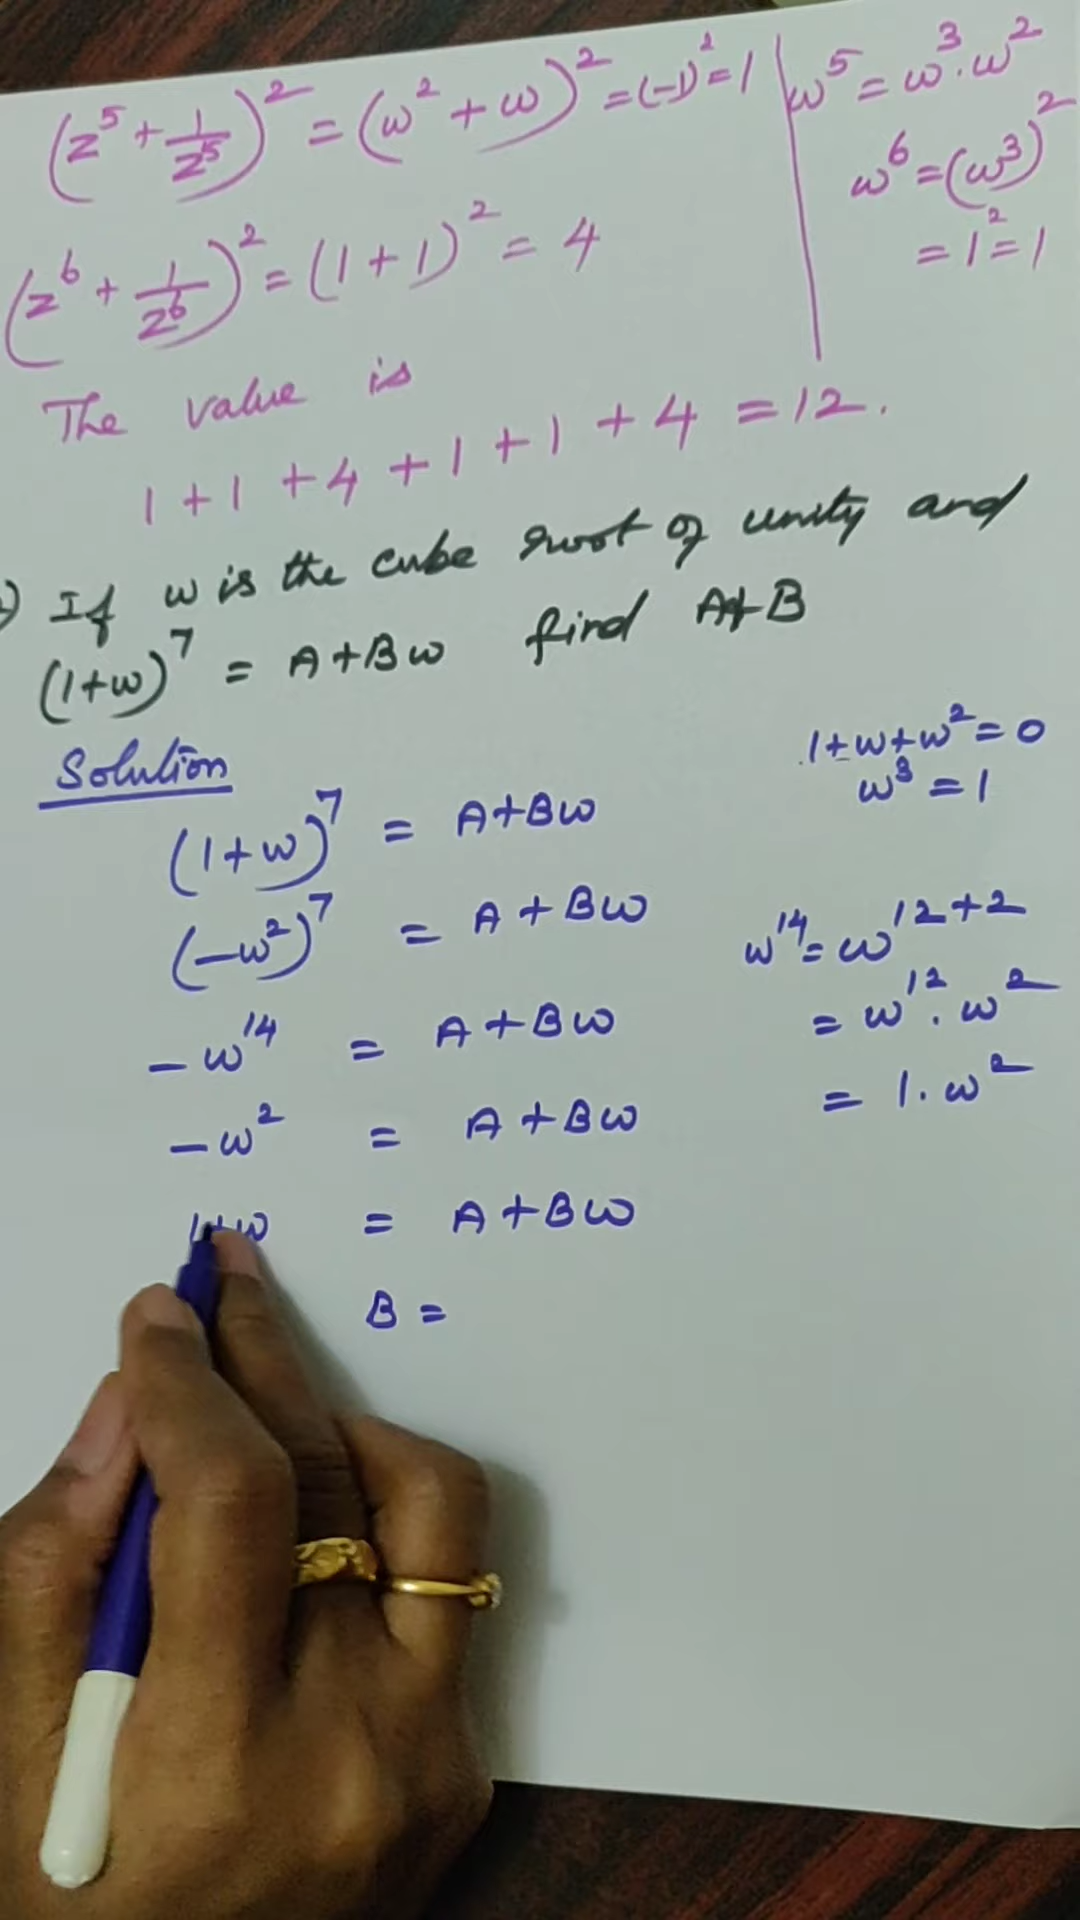 (z⁵ + 1/z⁵)² = (ω² + ω)² = (-1)² = 1
ω⁵ = ω³.ω²
ω⁶ = (ω³)²
= 1² = 1
(z⁶ + 1/z⁶)² = (1 + 1)² = 4
The value is
1 + 1 + 4 + 1 + 1 + 4 = 12.
If ω is the cube root of unity and
(1+ω)⁷ = A+Bω find A+B
Solution
1+ω+ω² = 0
ω³ = 1
(1+ω)⁷ = A+Bω
(-ω²)⁷ = A + Bω
ω¹⁴ = ω¹²⁺²
= ω¹².ω²
= 1.ω²
-ω¹⁴ = A+Bω
-ω² = A+Bω
1+ω = A+Bω
B =